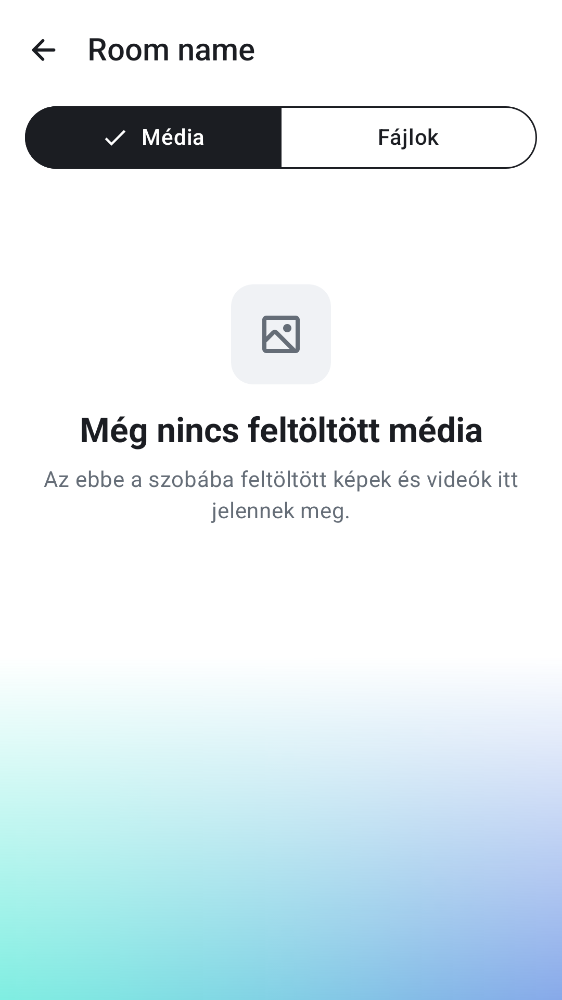 Room name
Média
Fájlok
Még nincs feltöltött média
Az ebbe a szobába feltöltött képek és videók itt
jelennek meg.